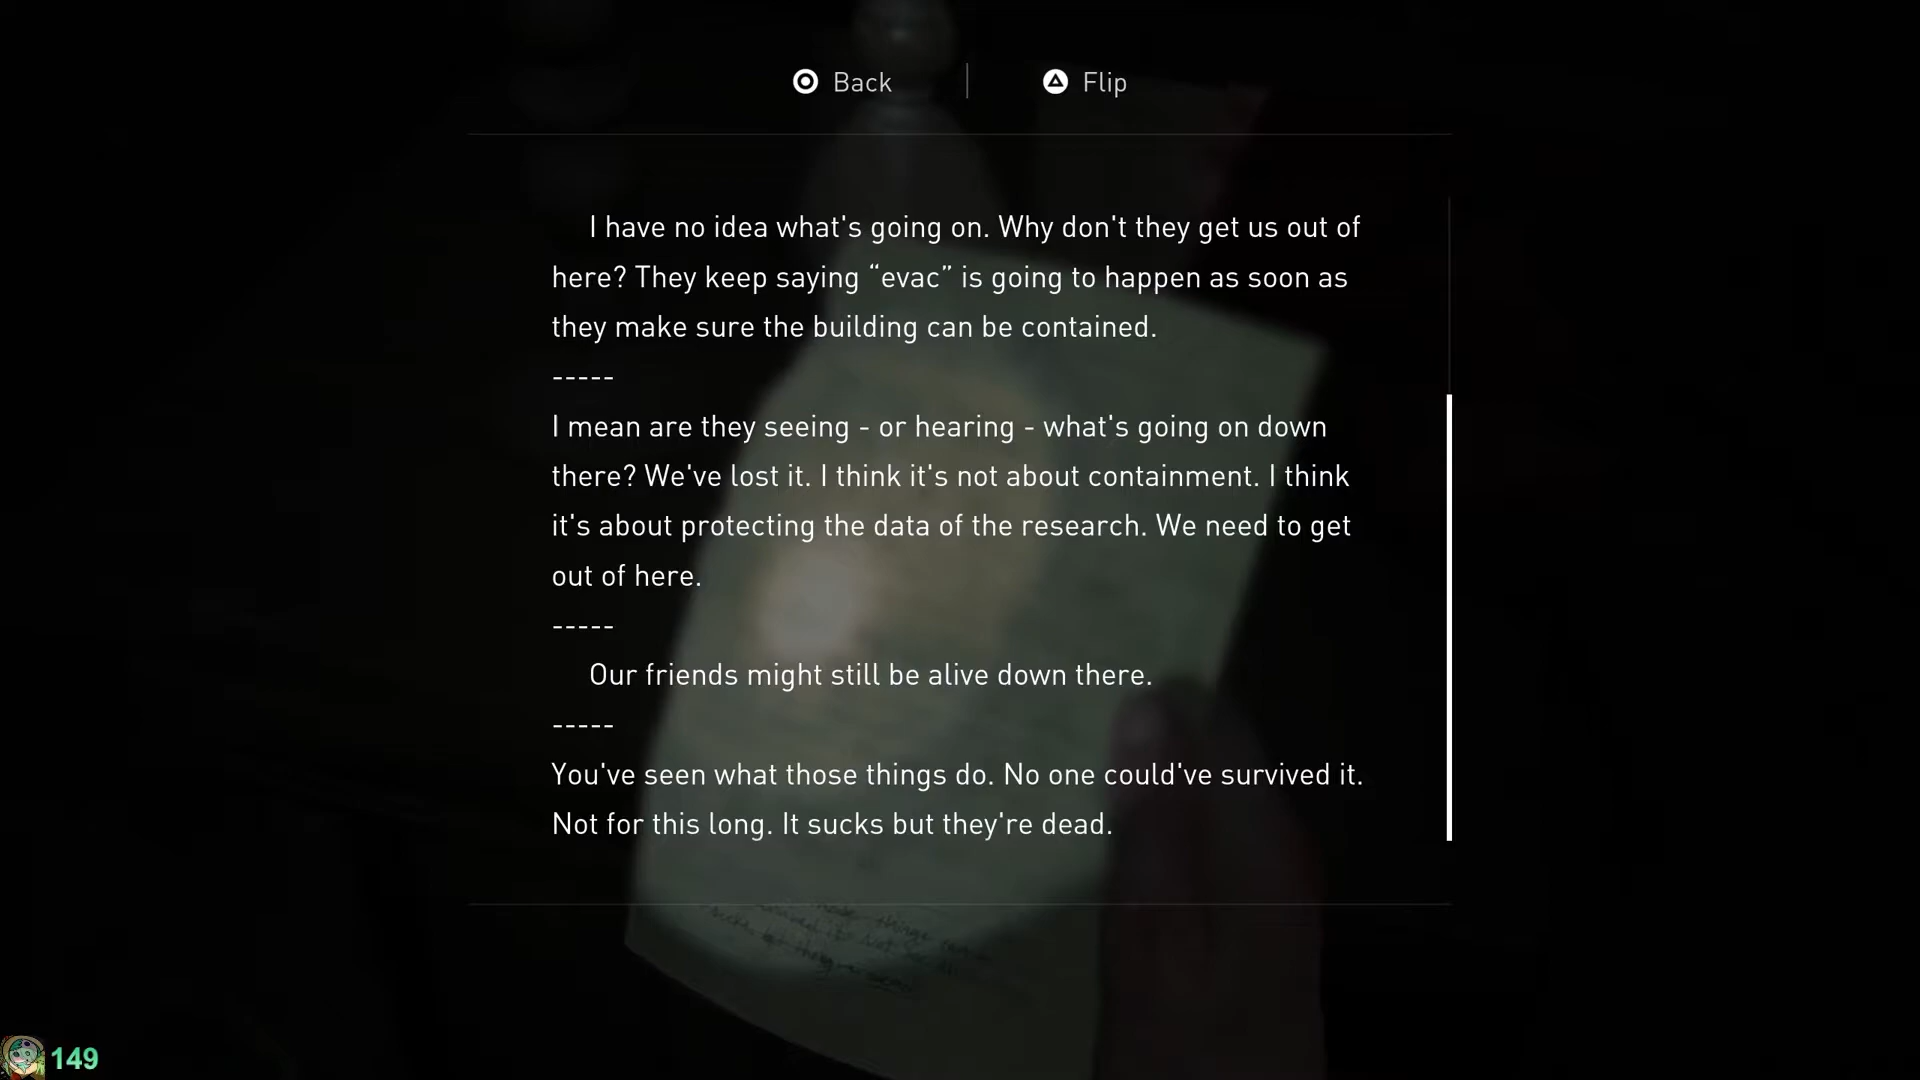 Back
Flip
I have no idea what's going on. Why don't they get us out of
here? They keep saying “evac” is going to happen as soon as
they make sure the building can be contained.
-----
I mean are they seeing - or hearing - what's going on down
there? We've lost it. I think it's not about containment. I think
it's about protecting the data of the research. We need to get
out of here.
-----
Our friends might still be alive down there.
-----
You've seen what those things do. No one could've survived it.
Not for this long. It sucks but they're dead.
149